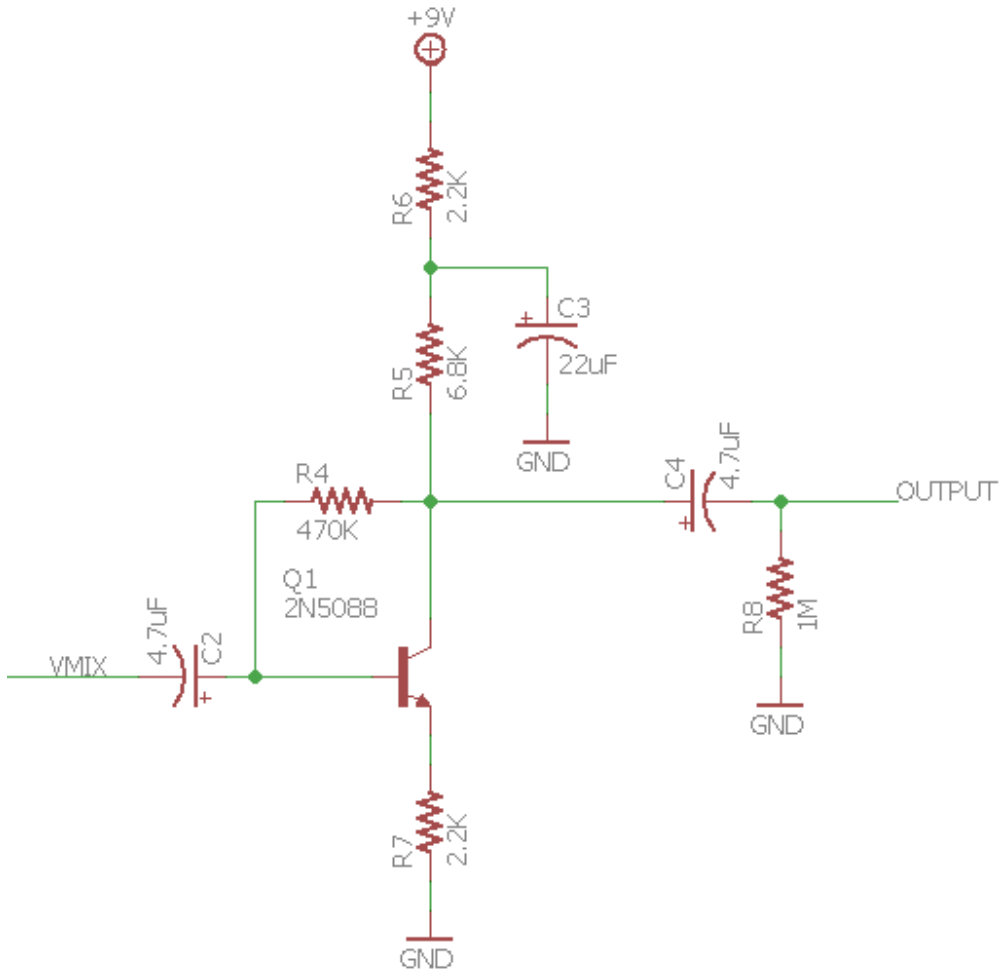 +9V
R6
2.2K
C3
22uF
R5
6.8K
GND
R4
470K
C4
4.7uF
OUTPUT
Q1
2N5088
4.7uF
C2
VMIX
R8
1M
GND
R7
2.2K
GND